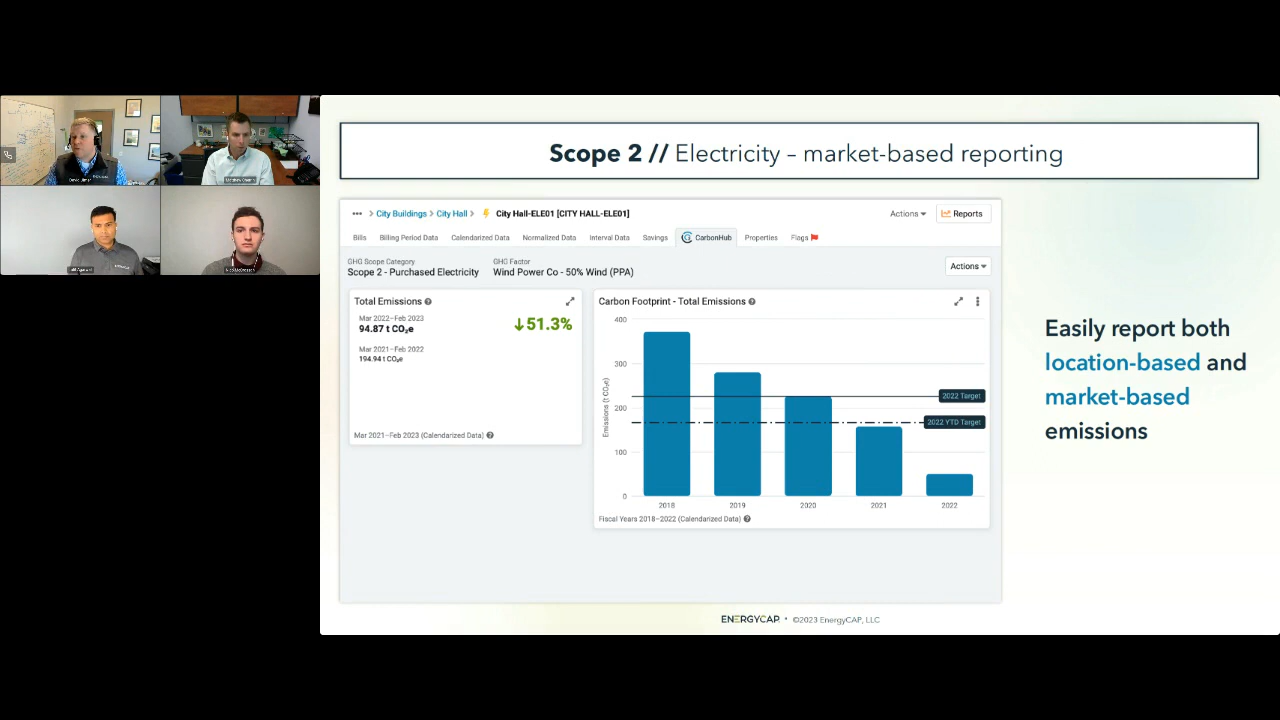 Scope 2 // Electricity – market-based reporting
••• > City Buildings > City Hall > City Hall-ELE01 [CITY HALL-ELE01]
Actions
Reports
Bills
Billing Period Data
Calendarized Data
Normalized Data
Interval Data
Savings
CarbonHub
Properties
Flags
GHG Scope Category
Scope 2 - Purchased Electricity
GHG Factor
Wind Power Co - 50% Wind (PPA)
Actions
Total Emissions
Mar 2022–Feb 2023
94.87 t CO₂e
↓51.3%
Mar 2021–Feb 2022
194.94 t CO₂e
Mar 2021–Feb 2023 (Calendarized Data)
Carbon Footprint - Total Emissions
Emissions (t CO₂e)
400
300
200
100
0
2022 Target
2022 YTD Target
2018
2019
2020
2021
2022
Fiscal Years 2018–2022 (Calendarized Data)
Easily report both
location-based and
market-based
emissions
ENERGYCAP • ©2023 EnergyCAP, LLC